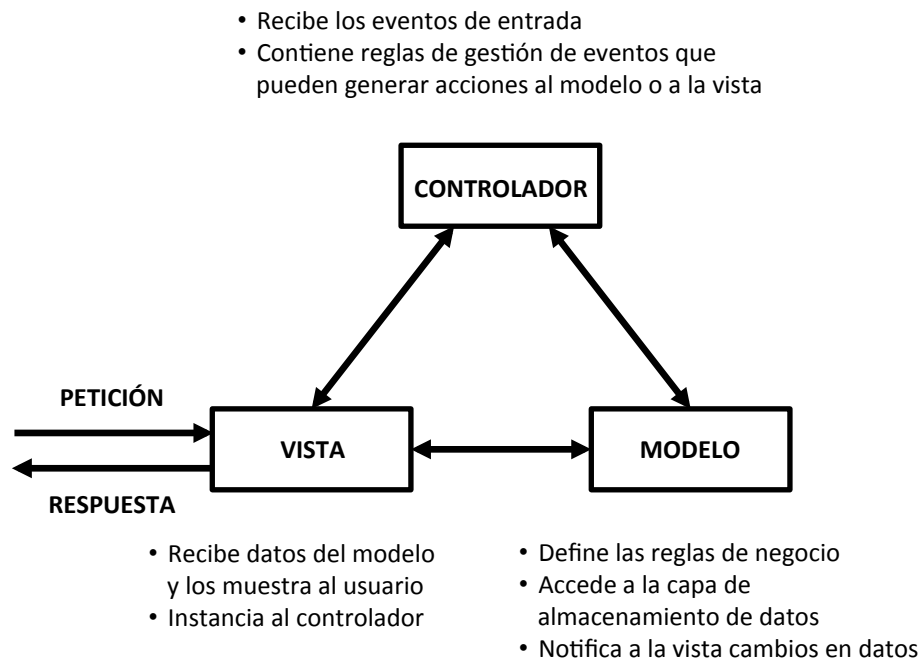 • Recibe los eventos de entrada
• Contiene reglas de gestión de eventos que
pueden generar acciones al modelo o a la vista
CONTROLADOR
PETICIÓN
VISTA
MODELO
RESPUESTA
• Recibe datos del modelo
y los muestra al usuario
• Instancia al controlador
• Define las reglas de negocio
• Accede a la capa de
almacenamiento de datos
• Notifica a la vista cambios en datos